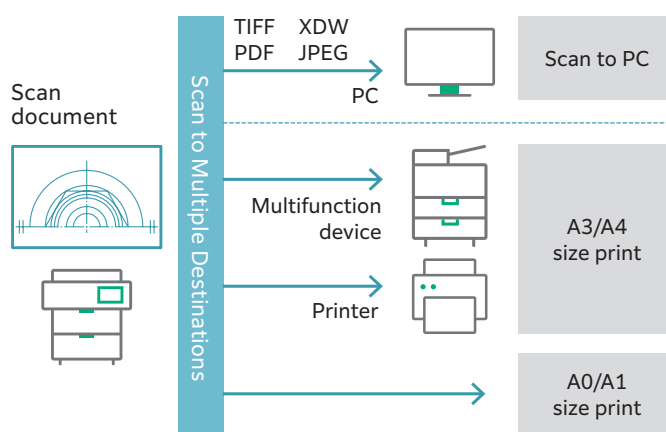 Scan
document
Scan to Multiple Destinations
TIFF XDW
PDF JPEG
PC
Scan to PC
Multifunction
device
Printer
A3/A4
size print
A0/A1
size print